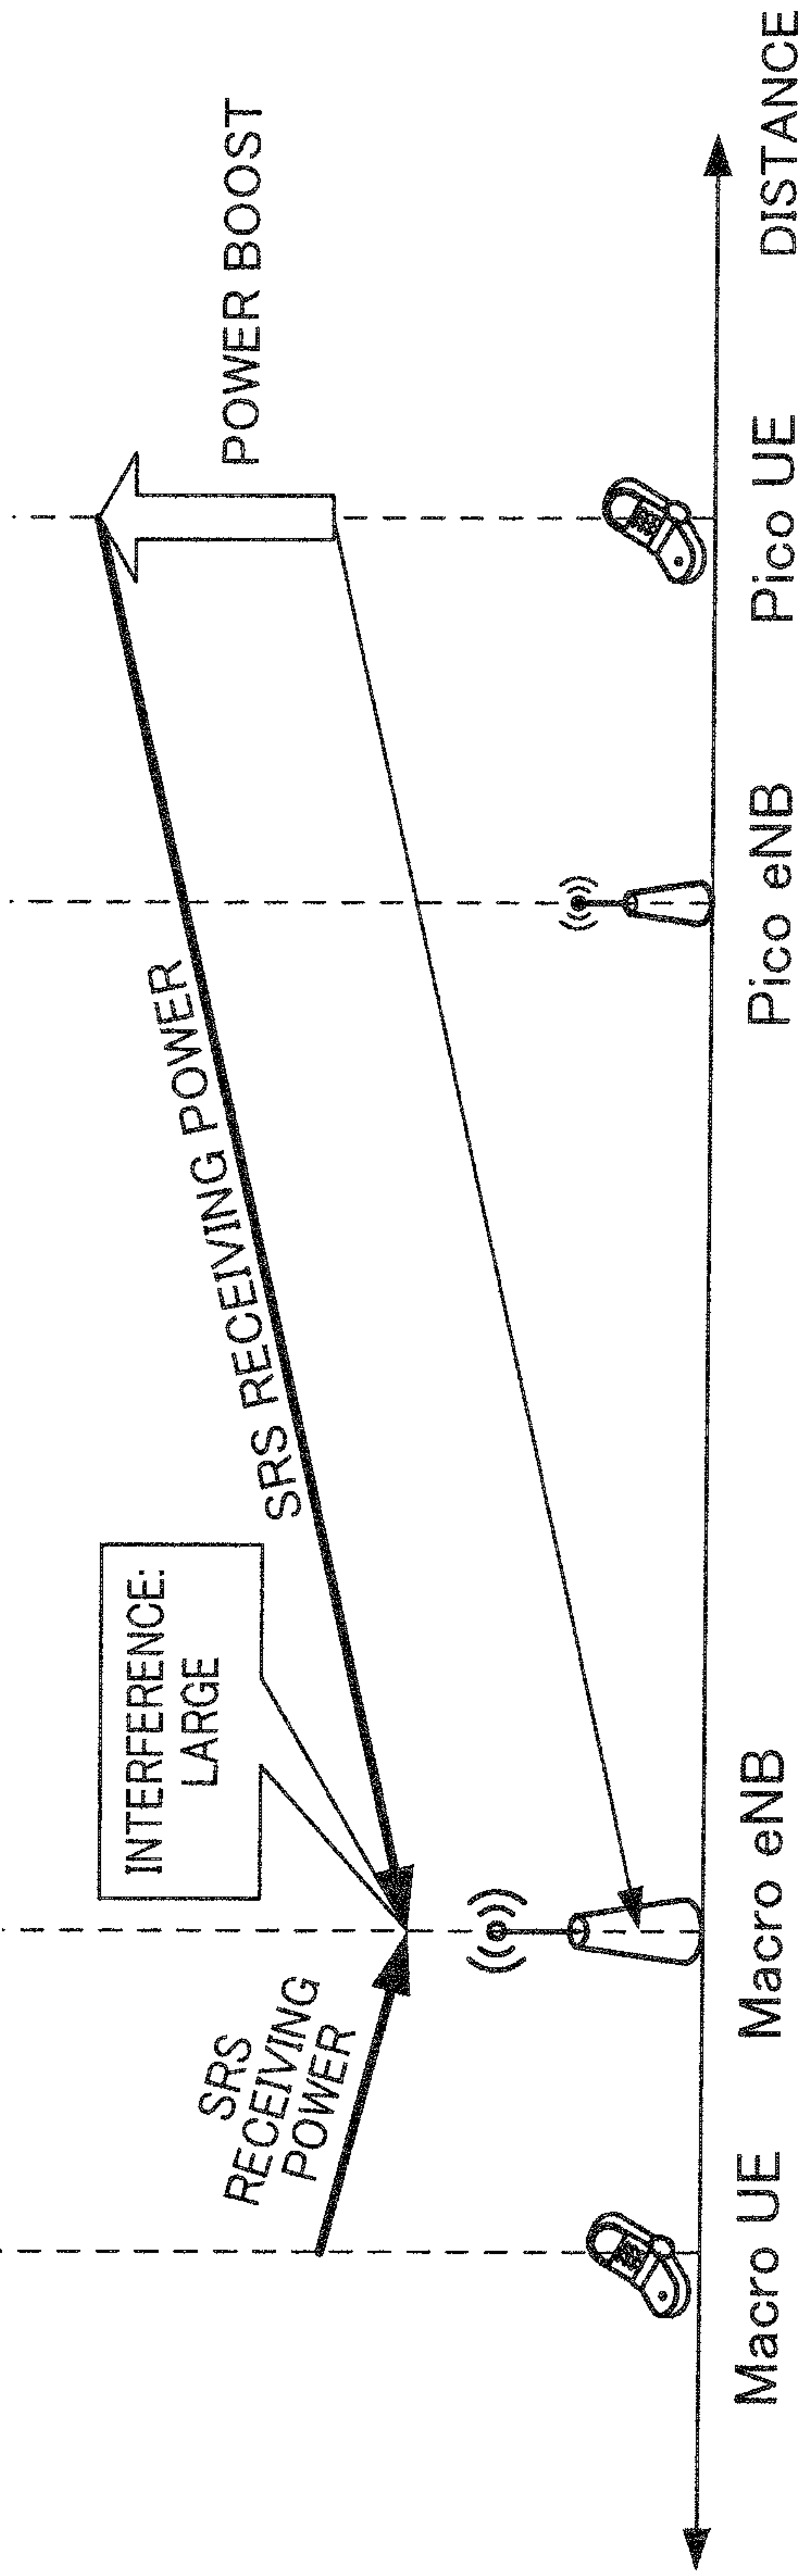 POWER BOOST
SRS RECEIVING POWER
INTERFERENCE:
LARGE
SRS
RECEIVING
POWER
Macro UE
Macro eNB
Pico eNB
Pico UE
DISTANCE